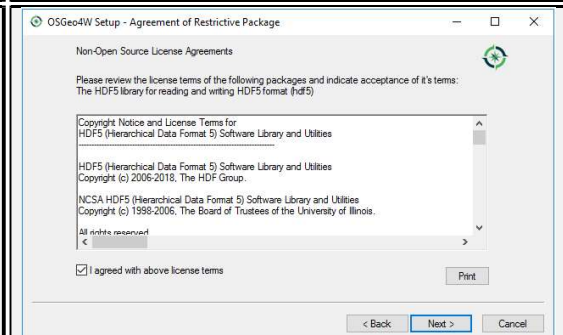 OSGeo4W Setup - Agreement of Restrictive Package
Non-Open Source License Agreements
Please review the license terms of the following packages and indicate acceptance of it's terms:
The HDF5 library for reading and writing HDF5 format (hdf5)
Copyright Notice and License Terms for
HDF5 (Hierarchical Data Format 5) Software Library and Utilities
-----------------------------------------------------------------------------
HDF5 (Hierarchical Data Format 5) Software Library and Utilities
Copyright (c) 2006-2018, The HDF Group.
NCSA HDF5 (Hierarchical Data Format 5) Software Library and Utilities
Copyright (c) 1998-2006, The Board of Trustees of the University of Illinois.
All rights reserved
I agreed with above license terms
Print
< Back Next > Cancel